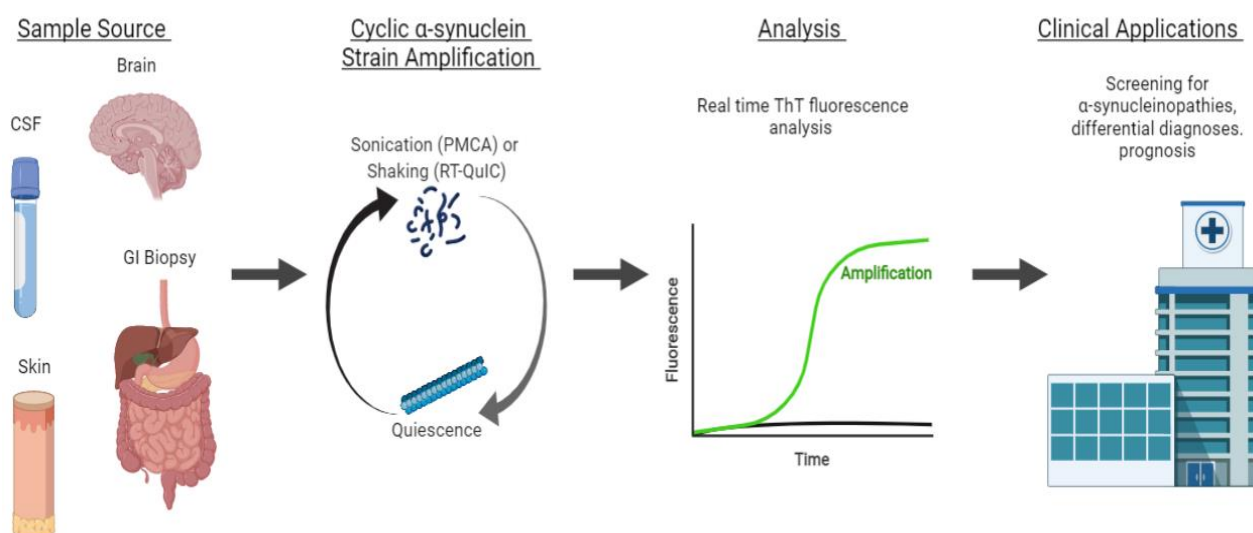 Sample Source
Brain
CSF
GI Biopsy
Skin
Cyclic α-synuclein
Strain Amplification
Sonication (PMCA) or
Shaking (RT-QuIC)
Quiescence
Analysis
Real time ThT fluorescence
analysis
Fluorescence
Amplification
Time
Clinical Applications
Screening for
α-synucleinopathies,
differential diagnoses.
prognosis